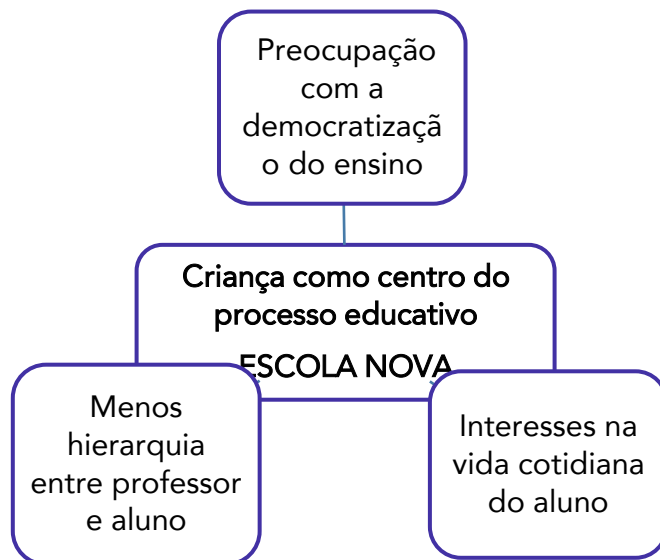 Preocupação
com a
democratizaçã
o do ensino
Criança como centro do
processo educativo
ESCOLA NOVA
Menos
hierarquia
entre professor
e aluno
Interesses na
vida cotidiana
do aluno